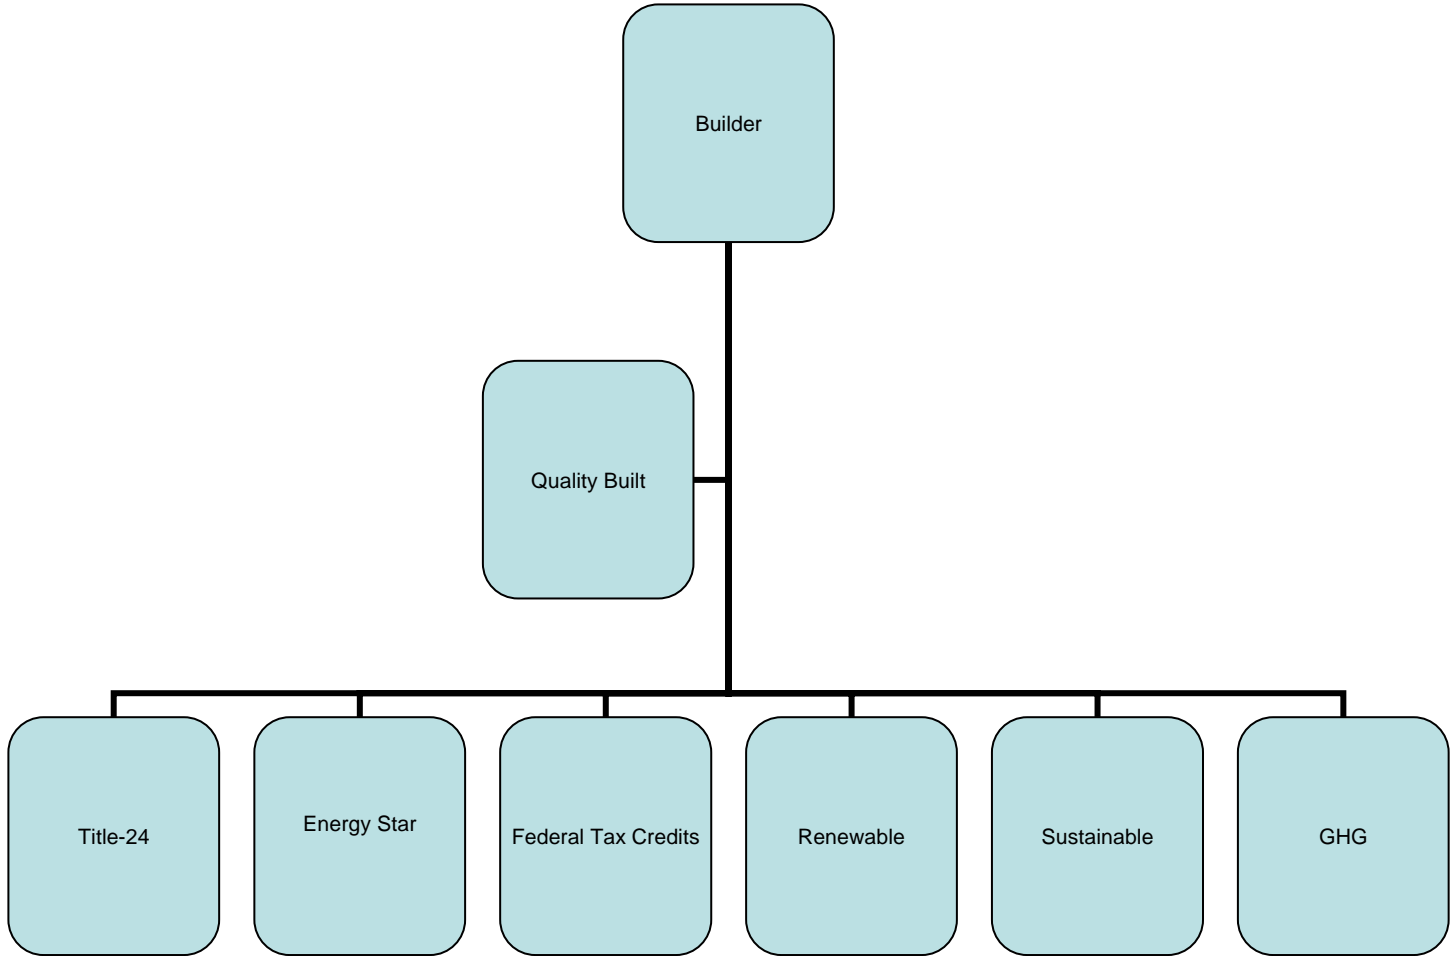 Builder
Quality Built
Title-24
Energy Star
Federal Tax Credits
Renewable
Sustainable
GHG